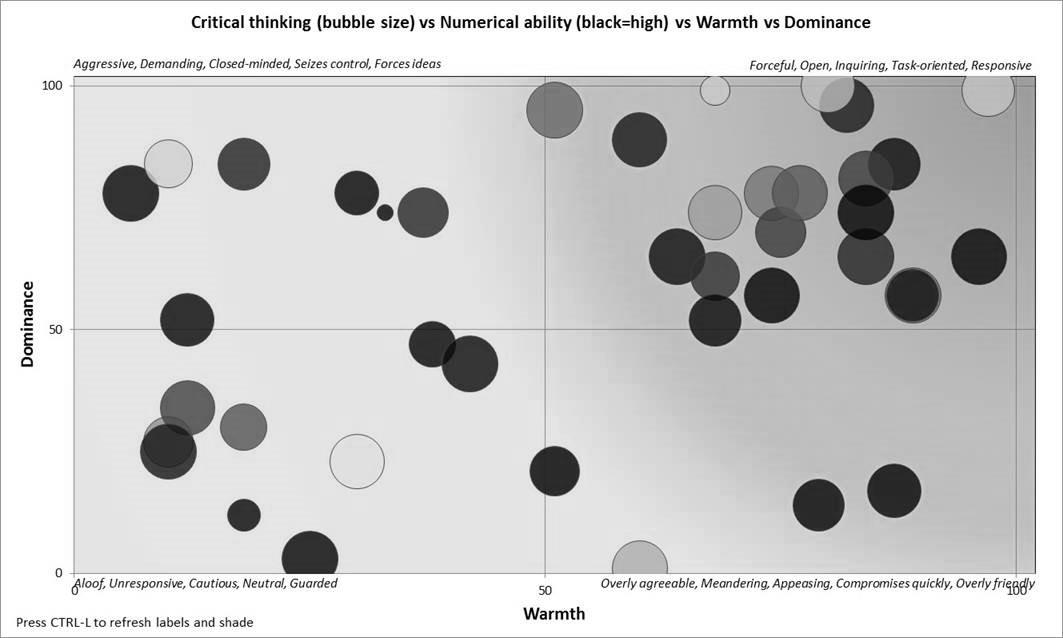 Critical thinking (bubble size) vs Numerical ability (black=high) vs Warmth vs Dominance
Aggressive, Demanding, Closed-minded, Seizes control, Forces ideas
Forceful, Open, Inquiring, Task-oriented, Responsive
100
Dominance
50
0
Aloof, Unresponsive, Cautious, Neutral, Guarded
Overly agreeable, Meandering, Appeasing, Compromises quickly, Overly friendly
0
50
100
Warmth
Press CTRL-L to refresh labels and shade